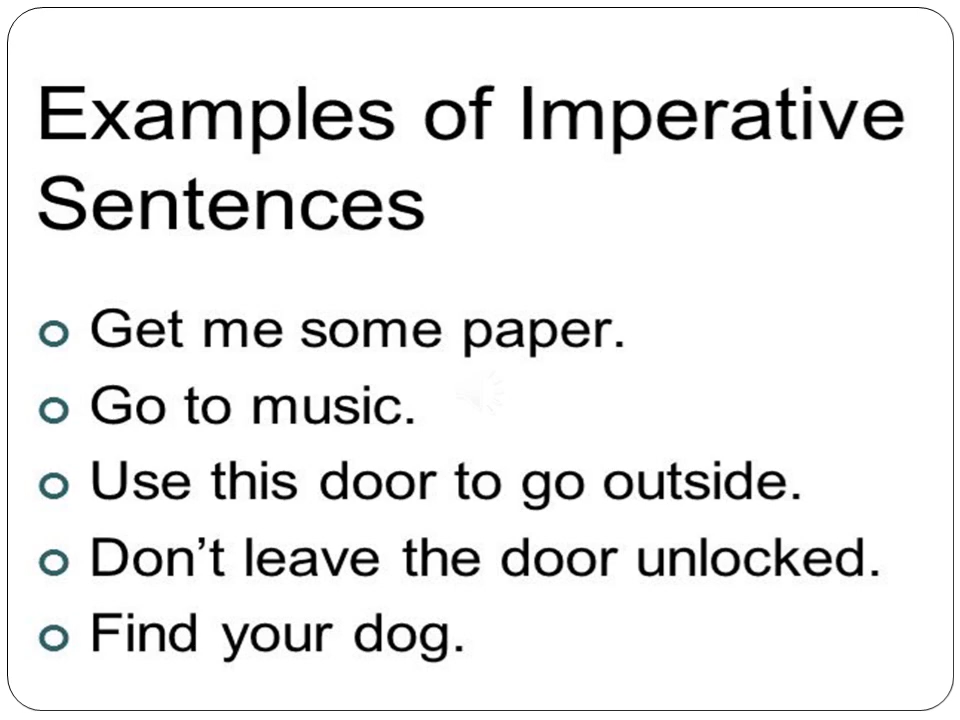 Examples of Imperative
Sentences
Get me some paper.
Go to music.
Use this door to go outside.
Don’t leave the door unlocked.
Find your dog.